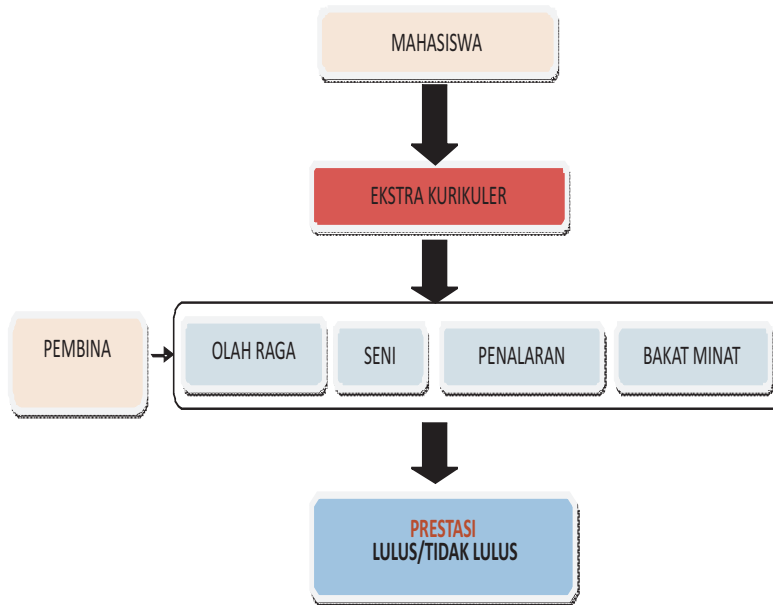 MAHASISWA
EKSTRA KURIKULER
PEMBINA
OLAH RAGA
SENI
PENALARAN
BAKAT MINAT
PRESTASI
LULUS/TIDAK LULUS